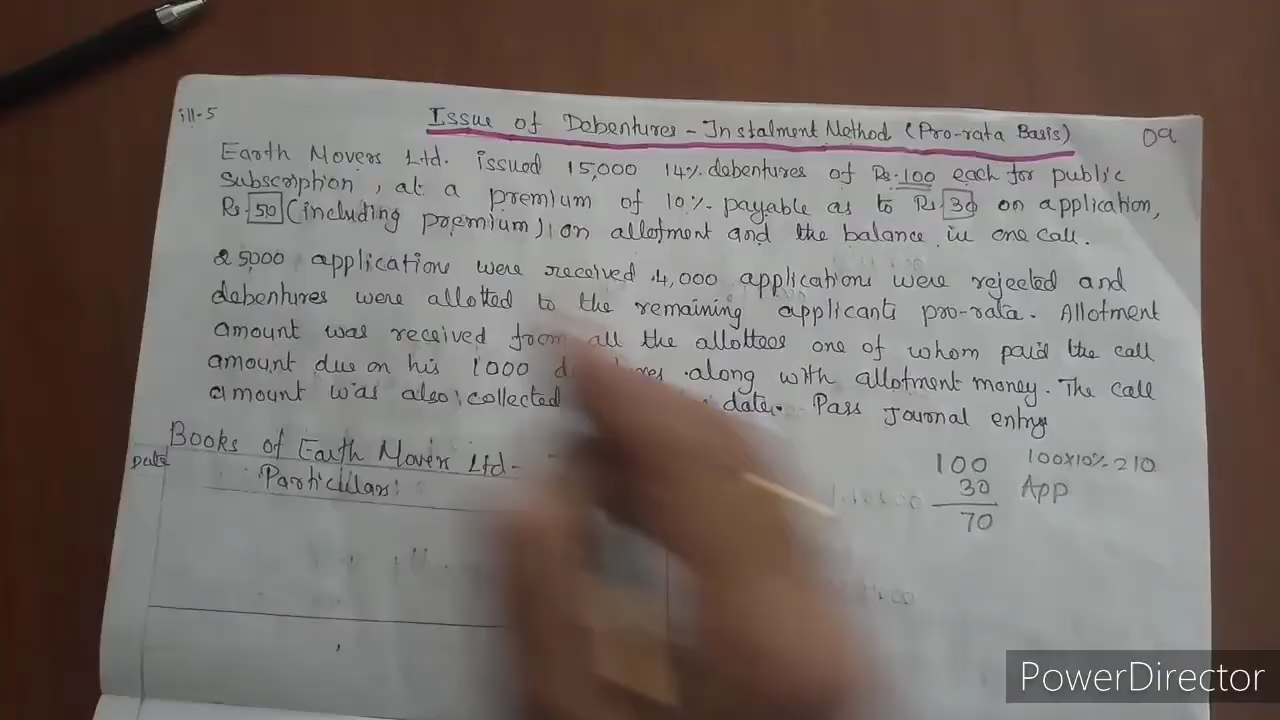 ill-5
Issue of Debentures - Instalment Method (Pro-rata Basis)
09
Earth Movers Ltd. issued 15,000 14% debentures of Rs.100 each for public
subscription, at a premium of 10% payable as to Rs.30 on application,
Rs.50 (including premium), on allotment and the balance in one call.
25,000 application were received 4,000 applications were rejected and
debentures were allotted to the remaining applicants pro-rata. Allotment
amount was received from all the allottees one of whom paid the call
amount due on his 1000 along with allotment money. The call
amount was also collected date. Pass Journal entry
Books of Earth Movers Ltd-
Date
Particulars
100 100x10%=10
30 App
70
PowerDirector